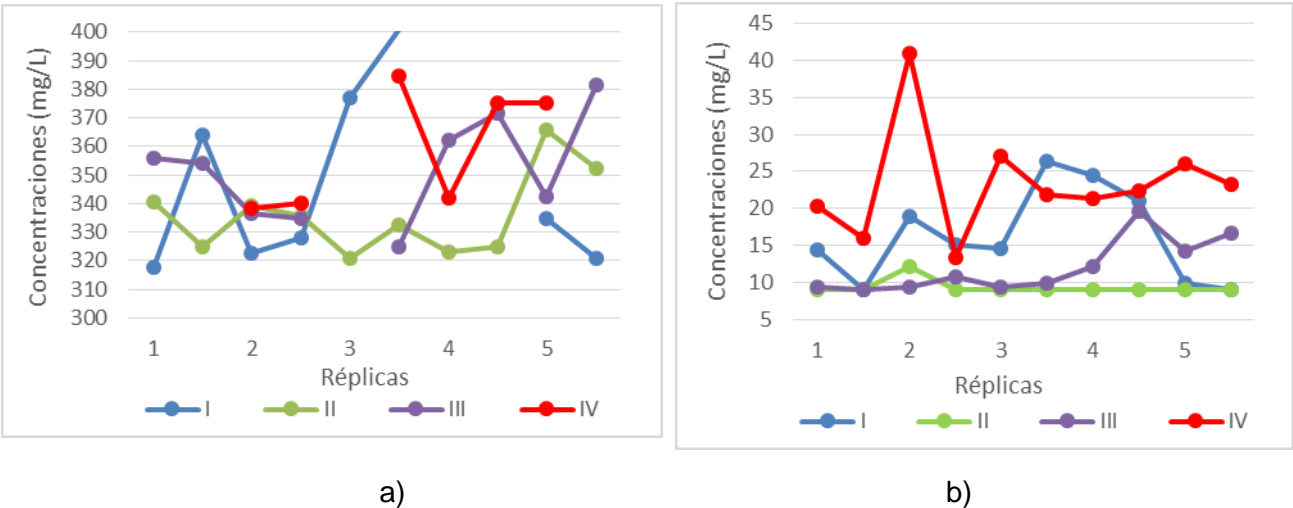 Concentraciones (mg/L)
400
390
380
370
360
350
340
330
320
310
300
1 2 3 4 5
Réplicas
I II III IV
a)
Concentraciones (mg/L)
45
40
35
30
25
20
15
10
5
1 2 3 4 5
Réplicas
I II III IV
b)